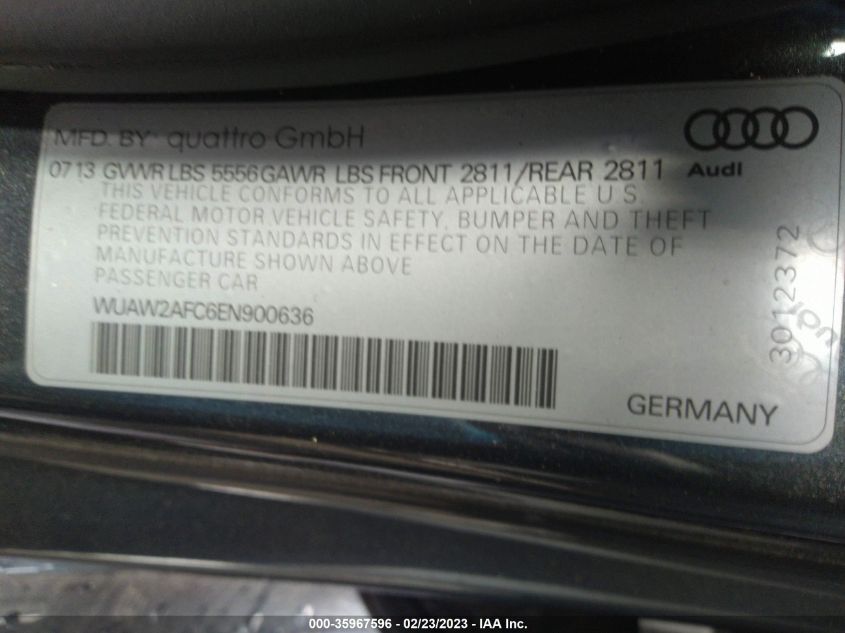 MFD. BY: quattro GmbH
07 13 GVWR LBS 5556 GAWR LBS FRONT 2811/REAR 2811
Audi
THIS VEHICLE CONFORMS TO ALL APPLICABLE U S
FEDERAL MOTOR VEHICLE SAFETY, BUMPER AND THEFT
PREVENTION STANDARDS IN EFFECT ON THE DATE OF
MANUFACTURE SHOWN ABOVE
PASSENGER CAR
WUAW2AFC6EN900636
3012372
GERMANY
000-35967596 - 02/23/2023 - IAA Inc.